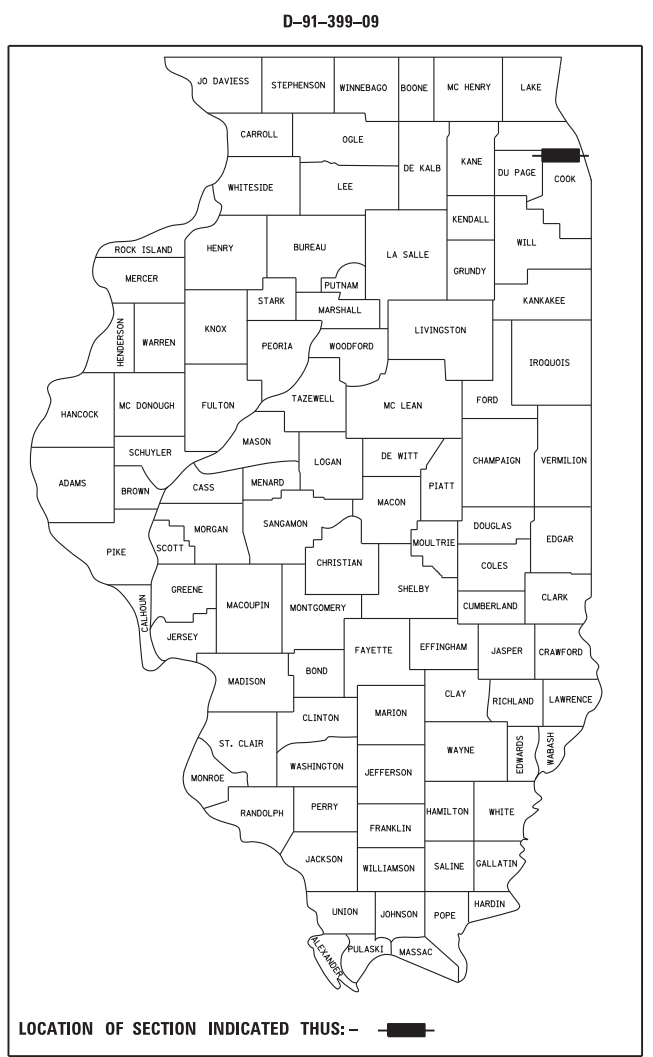 D–91–399–09
JO DAVIESS STEPHENSON WINNEBAGO BOONE MC HENRY LAKE
CARROLL OGLE DE KALB KANE DU PAGE COOK
WHITESIDE LEE
KENDALL
ROCK ISLAND HENRY BUREAU LA SALLE WILL
MERCER PUTNAM GRUNDY
STARK MARSHALL KANKAKEE
HENDERSON WARREN KNOX PEORIA WOODFORD LIVINGSTON
IROQUOIS
HANCOCK MC DONOUGH FULTON TAZEWELL MC LEAN FORD
MASON
SCHUYLER LOGAN DE WITT CHAMPAIGN VERMILION
ADAMS BROWN CASS MENARD MACON PIATT
MORGAN SANGAMON DOUGLAS
PIKE SCOTT CHRISTIAN MOULTRIE COLES EDGAR
GREENE MACOUPIN MONTGOMERY SHELBY CUMBERLAND CLARK
CALHOUN JERSEY
FAYETTE EFFINGHAM JASPER CRAWFORD
MADISON BOND
CLAY RICHLAND LAWRENCE
CLINTON MARION
ST. CLAIR WAYNE EDWARDS WABASH
MONROE WASHINGTON JEFFERSON
RANDOLPH PERRY HAMILTON WHITE
FRANKLIN
JACKSON WILLIAMSON SALINE GALLATIN
UNION JOHNSON POPE HARDIN
ALEXANDER PULASKI MASSAC
LOCATION OF SECTION INDICATED THUS: –